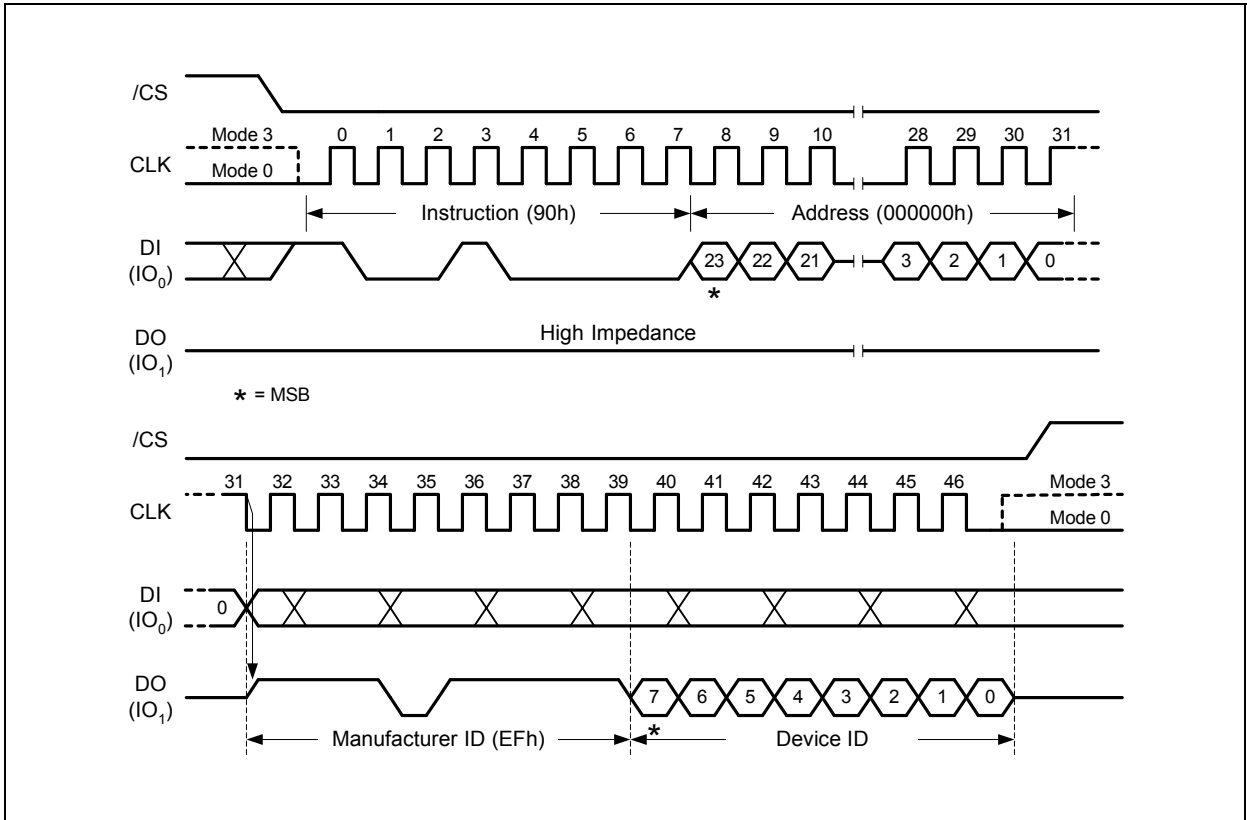 /CS
Mode 3 0 1 2 3 4 5 6 7 8 9 10 28 29 30 31
CLK
Mode 0
Instruction (90h) Address (000000h)
DI
(IO0) 23 22 21 3 2 1 0
*
High Impedance
DO
(IO1)
* = MSB
/CS
31 32 33 34 35 36 37 38 39 40 41 42 43 44 45 46 Mode 3
CLK
Mode 0
DI
(IO0) 0
DO
(IO1) 7 6 5 4 3 2 1 0
*
Manufacturer ID (EFh) Device ID